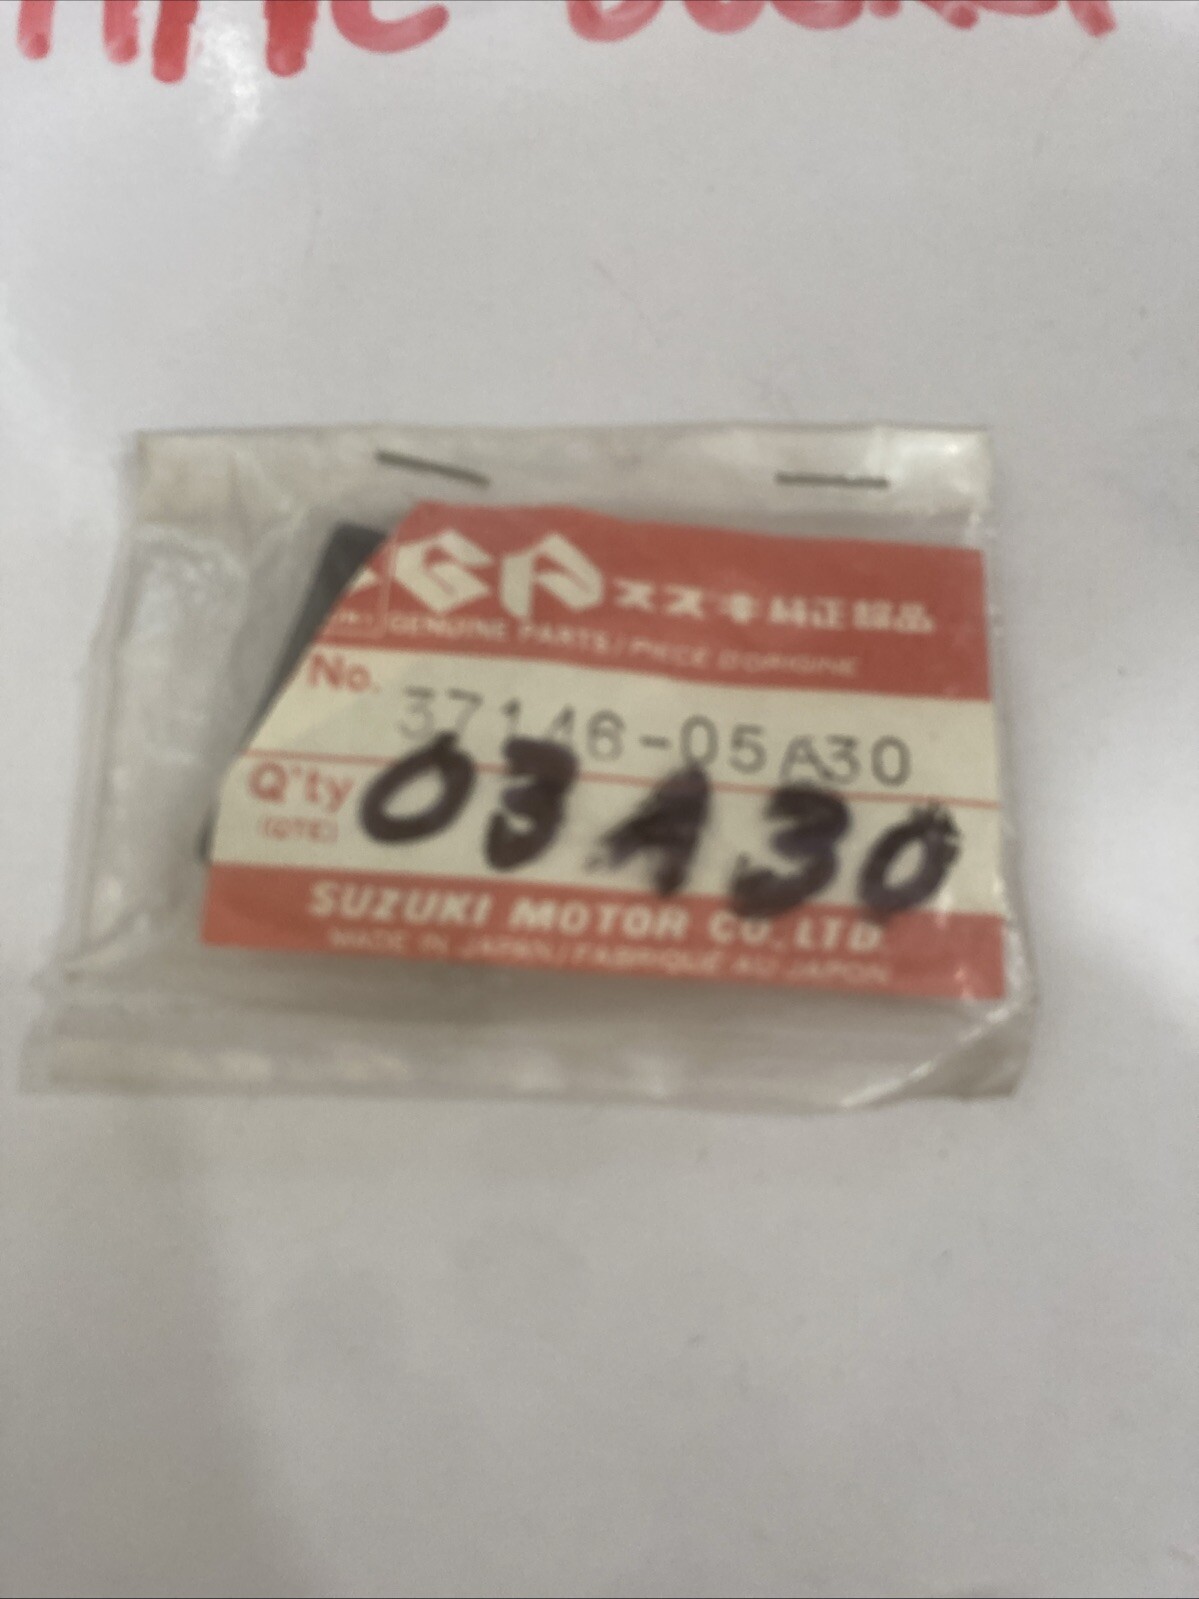 スズキ純正部品
GENUINE PARTS / PIECE D'ORIGINE
No. 37146-05A30
Q'ty 03A30
(QTE)
SUZUKI MOTOR CO., LTD.
MADE IN JAPAN / FABRIQUÉ AU JAPON